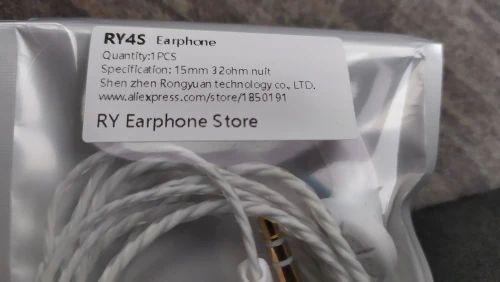 RY4S Earphone
Quantity:1PCS
Specification: 15mm 32ohm nuit
Shen zhen Rongyuan technology co., LTD.
www.aliexpress.com/store/1850191
RY Earphone Store